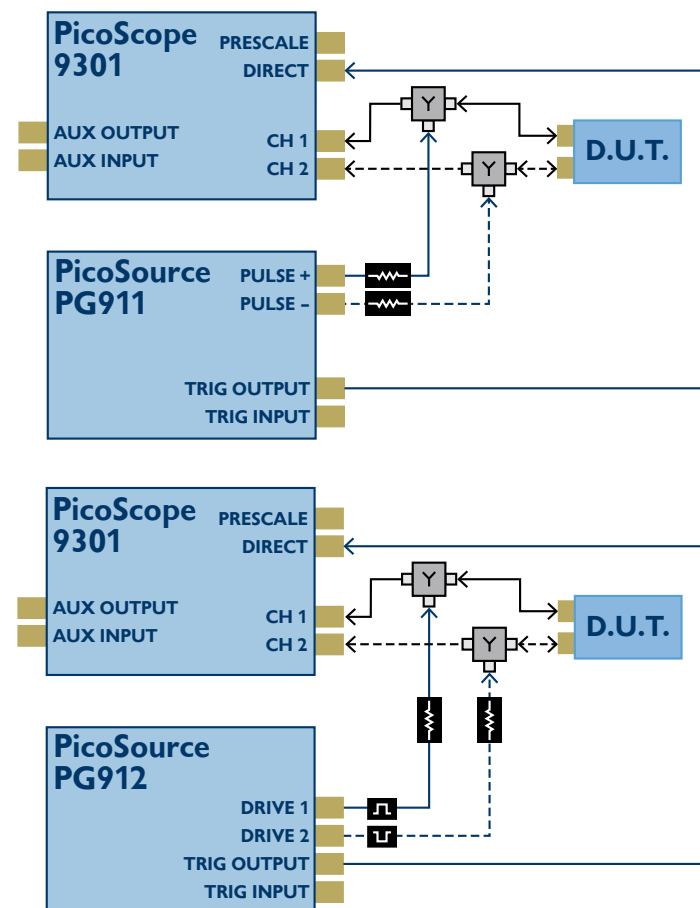 PicoScope
9301
PRESCALE
DIRECT
AUX OUTPUT
AUX INPUT
CH 1
CH 2
Y
Y
D.U.T.
PicoSource
PG911
PULSE +
PULSE –
TRIG OUTPUT
TRIG INPUT
PicoScope
9301
PRESCALE
DIRECT
AUX OUTPUT
AUX INPUT
CH 1
CH 2
Y
Y
D.U.T.
PicoSource
PG912
DRIVE 1
DRIVE 2
TRIG OUTPUT
TRIG INPUT